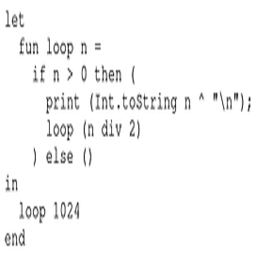 let
  fun loop n =
    if n > 0 then (
      print (Int.toString n ^ "\n");
      loop (n div 2)
    ) else ()
in
  loop 1024
end